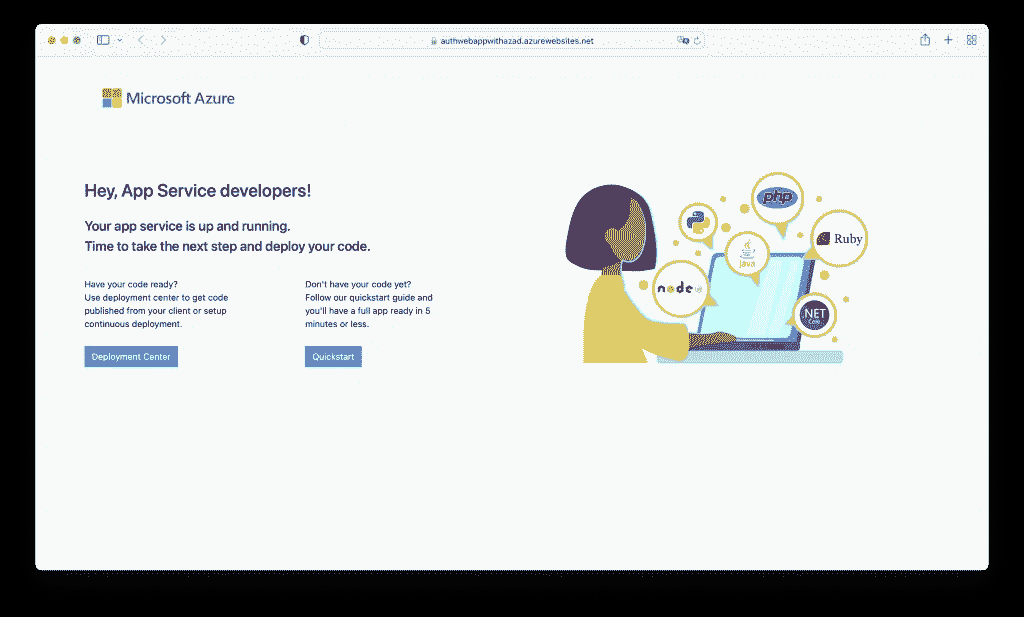 authwebappwithazad.azurewebsites.net
Microsoft Azure
Hey, App Service developers!
Your app service is up and running.
Time to take the next step and deploy your code.
Have your code ready?
Use deployment center to get code
published from your client or setup
continuous deployment.
Deployment Center
Don't have your code yet?
Follow our quickstart guide and
you'll have a full app ready in 5
minutes or less.
Quickstart
php
Ruby
Java
node
.NET
Core